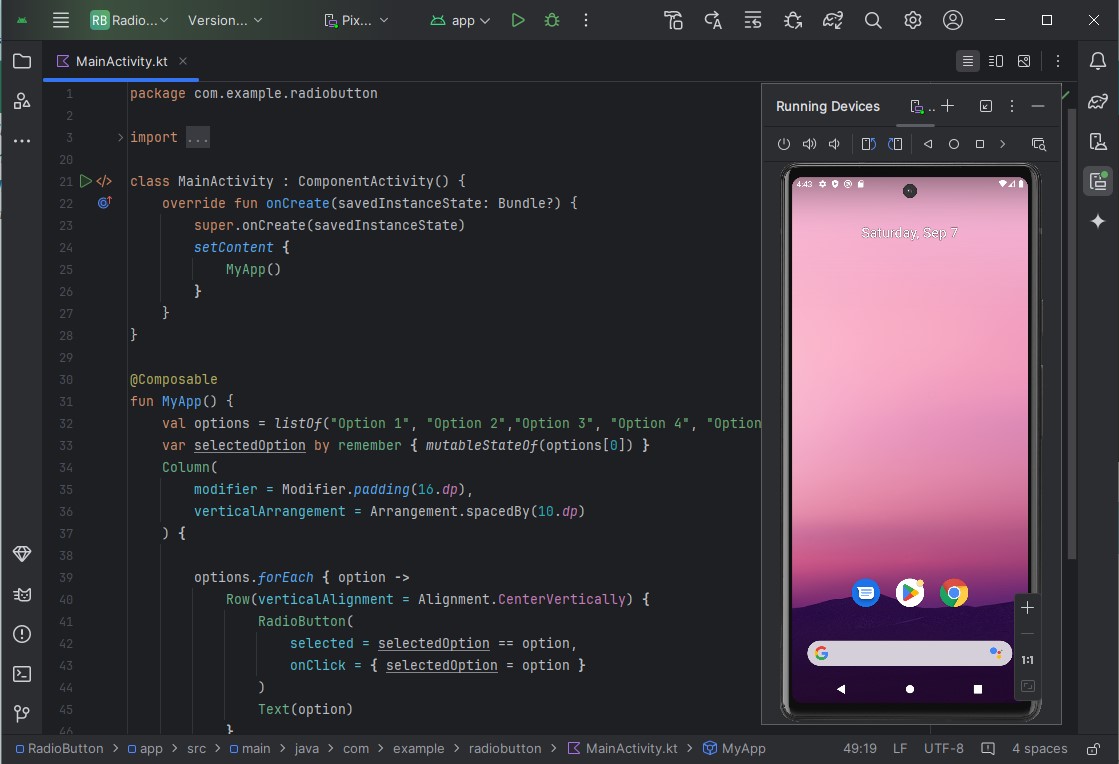 RB Radio... Version... Pix... app
MainActivity.kt
1 package com.example.radiobutton
2
3 import ...
20
21 class MainActivity : ComponentActivity() {
22 override fun onCreate(savedInstanceState: Bundle?) {
23 super.onCreate(savedInstanceState)
24 setContent {
25 MyApp()
26 }
27 }
28 }
29
30 @Composable
31 fun MyApp() {
32 val options = listOf("Option 1", "Option 2","Option 3", "Option 4", "Option
33 var selectedOption by remember { mutableStateOf(options[0]) }
34 Column(
35 modifier = Modifier.padding(16.dp),
36 verticalArrangement = Arrangement.spacedBy(10.dp)
37 ) {
38
39 options.forEach { option ->
40 Row(verticalAlignment = Alignment.CenterVertically) {
41 RadioButton(
42 selected = selectedOption == option,
43 onClick = { selectedOption = option }
44 )
45 Text(option)
46 }
Running Devices ..
4:43
Saturday, Sep 7
1:1
RadioButton > app > src > main > java > com > example > radiobutton > MainActivity.kt > MyApp 49:19 LF UTF-8 4 spaces